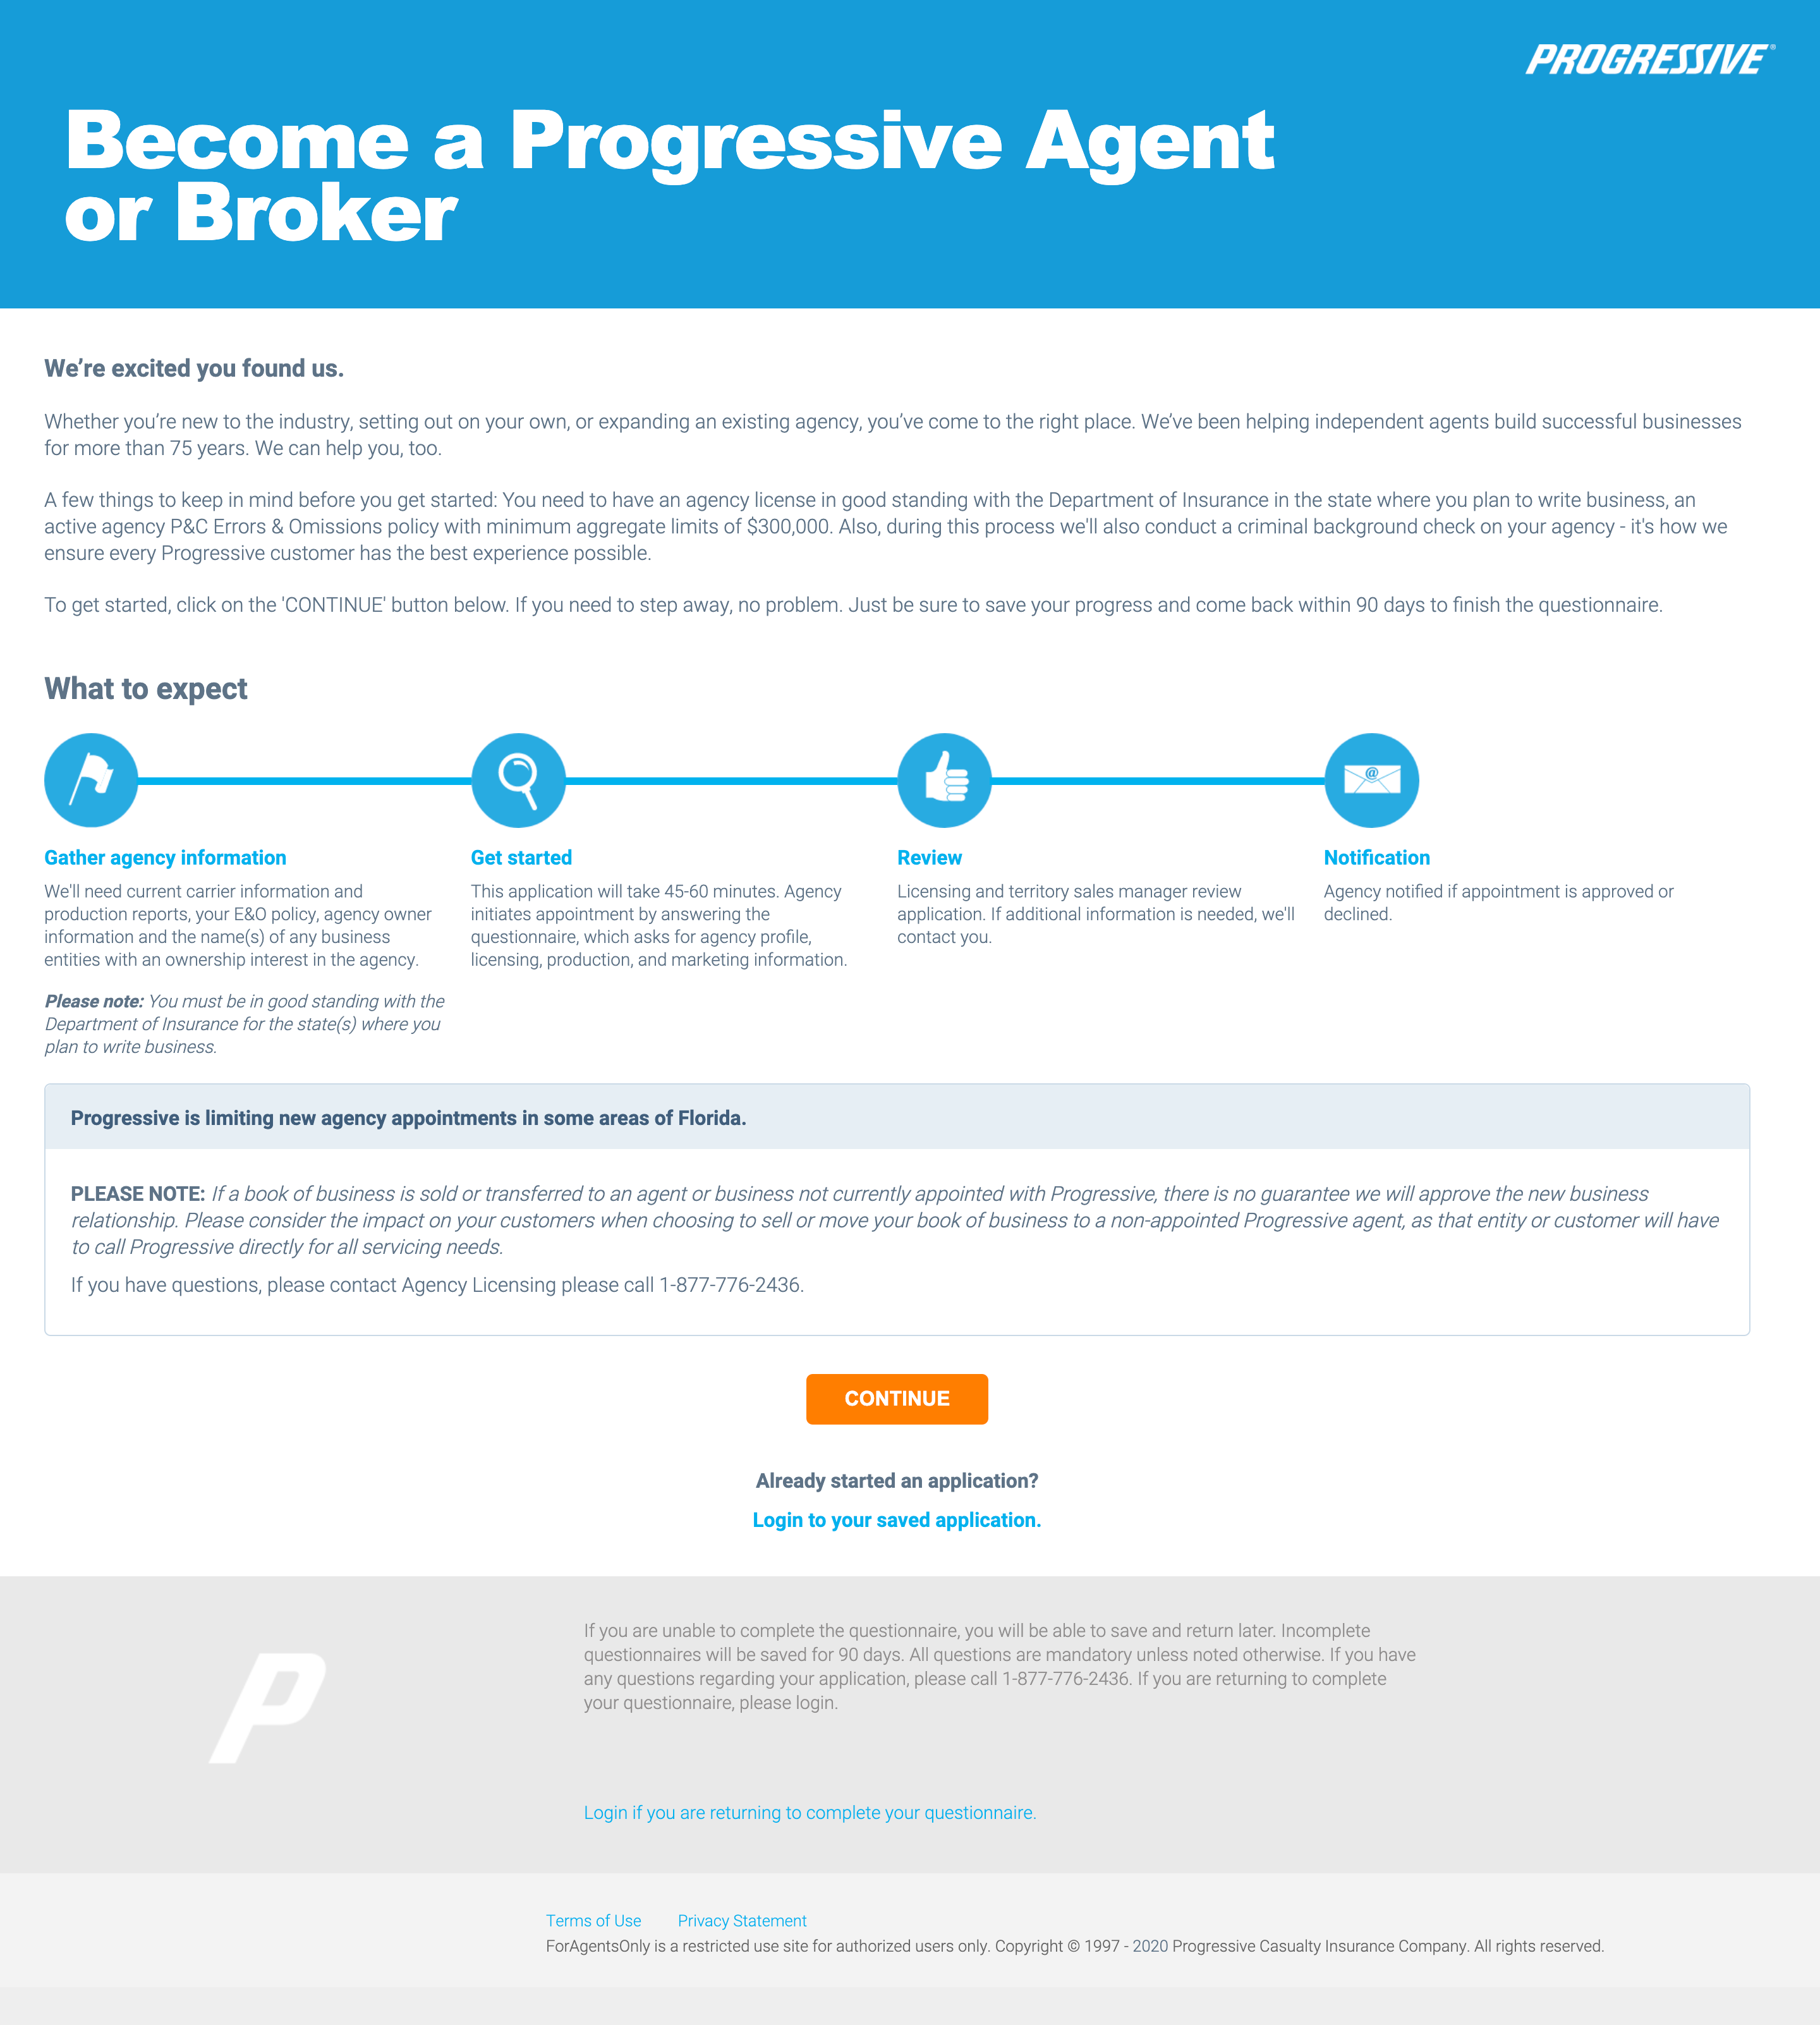 PROGRESSIVE®
Become a Progressive Agent
or Broker
We’re excited you found us.
Whether you’re new to the industry, setting out on your own, or expanding an existing agency, you’ve come to the right place. We’ve been helping independent agents build successful businesses
for more than 75 years. We can help you, too.
A few things to keep in mind before you get started: You need to have an agency license in good standing with the Department of Insurance in the state where you plan to write business, an
active agency P&C Errors & Omissions policy with minimum aggregate limits of $300,000. Also, during this process we'll also conduct a criminal background check on your agency - it's how we
ensure every Progressive customer has the best experience possible.
To get started, click on the 'CONTINUE' button below. If you need to step away, no problem. Just be sure to save your progress and come back within 90 days to finish the questionnaire.
What to expect
@
Gather agency information
We'll need current carrier information and
production reports, your E&O policy, agency owner
information and the name(s) of any business
entities with an ownership interest in the agency.
Please note: You must be in good standing with the
Department of Insurance for the state(s) where you
plan to write business.
Get started
This application will take 45-60 minutes. Agency
initiates appointment by answering the
questionnaire, which asks for agency profile,
licensing, production, and marketing information.
Review
Licensing and territory sales manager review
application. If additional information is needed, we'll
contact you.
Notification
Agency notified if appointment is approved or
declined.
Progressive is limiting new agency appointments in some areas of Florida.
PLEASE NOTE: If a book of business is sold or transferred to an agent or business not currently appointed with Progressive, there is no guarantee we will approve the new business
relationship. Please consider the impact on your customers when choosing to sell or move your book of business to a non-appointed Progressive agent, as that entity or customer will have
to call Progressive directly for all servicing needs.
If you have questions, please contact Agency Licensing please call 1-877-776-2436.
CONTINUE
Already started an application?
Login to your saved application.
P
If you are unable to complete the questionnaire, you will be able to save and return later. Incomplete
questionnaires will be saved for 90 days. All questions are mandatory unless noted otherwise. If you have
any questions regarding your application, please call 1-877-776-2436. If you are returning to complete
your questionnaire, please login.
Login if you are returning to complete your questionnaire.
Terms of Use Privacy Statement
ForAgentsOnly is a restricted use site for authorized users only. Copyright © 1997 - 2020 Progressive Casualty Insurance Company. All rights reserved.